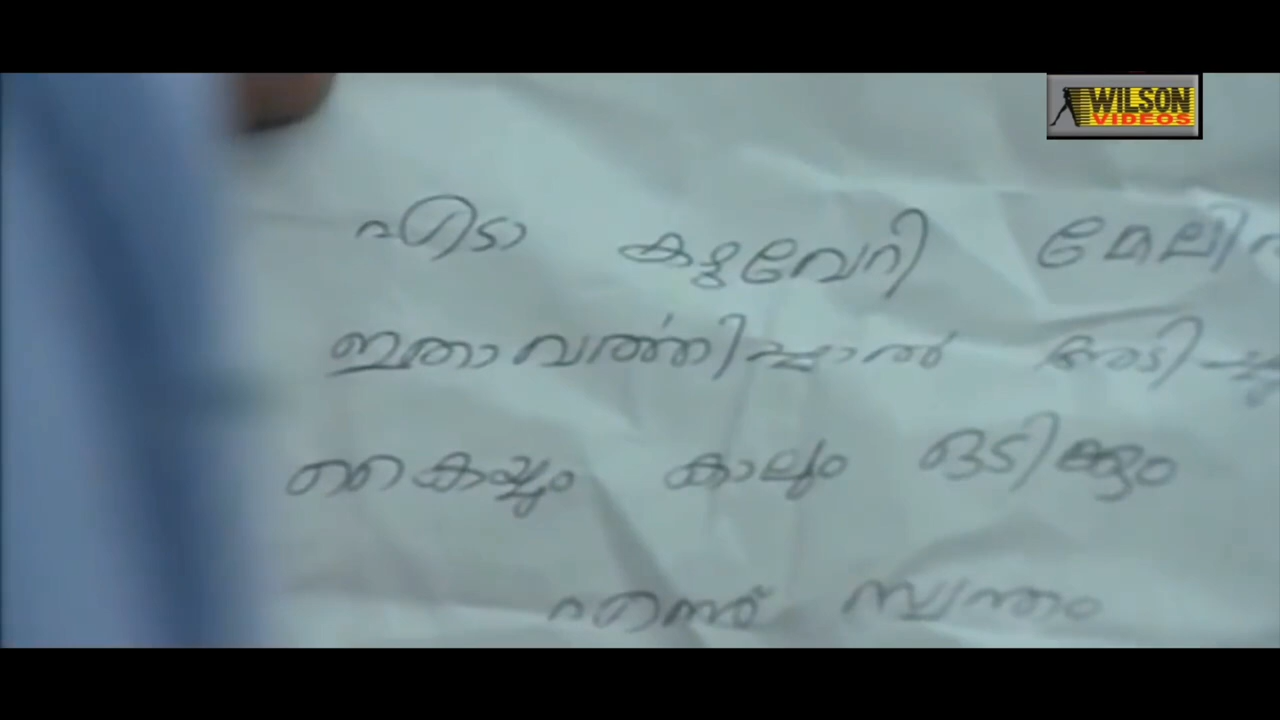 WILSON
VIDEOS
എടാ കഴുവേറി
ഇതാവർത്തിച്ചാൽ
കൈയ്യും കാലും ഒടിക്കും
എന്ന് സ്വന്തം